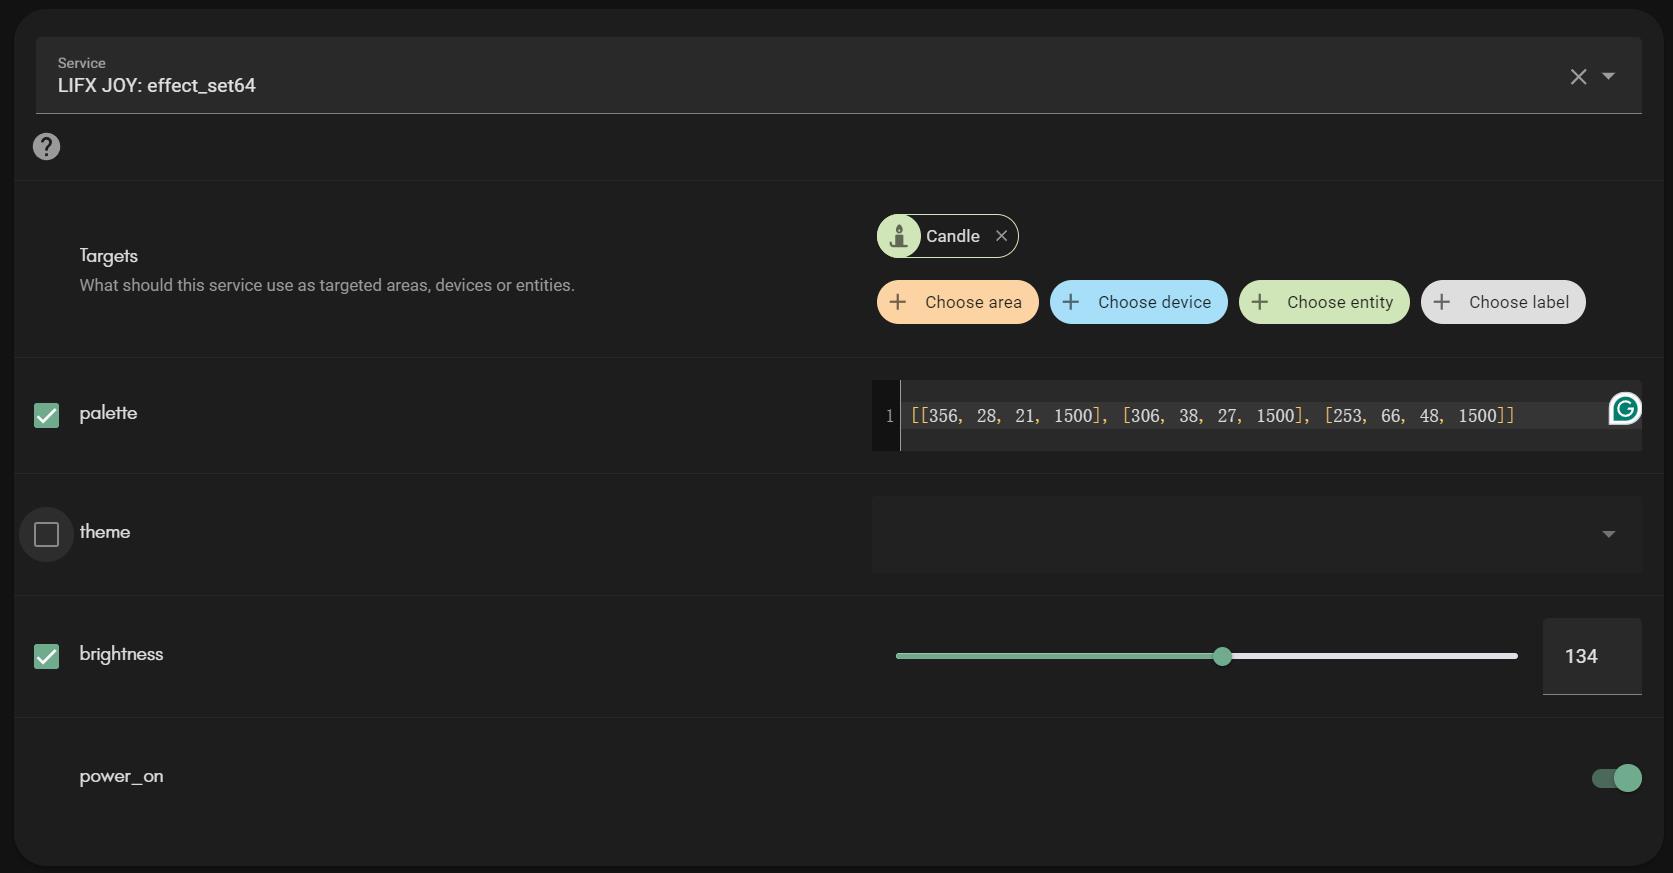 Service
LIFX JOY: effect_set64
Targets
What should this service use as targeted areas, devices or entities.
Candle
Choose area
Choose device
Choose entity
Choose label
palette
1
[[356, 28, 21, 1500], [306, 38, 27, 1500], [253, 66, 48, 1500]]
theme
brightness
134
power_on